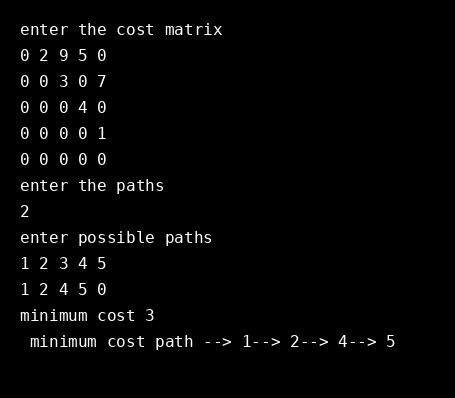 enter the cost matrix
0 2 9 5 0
0 0 3 0 7
0 0 0 4 0
0 0 0 0 1
0 0 0 0 0
enter the paths
2
enter possible paths
1 2 3 4 5
1 2 4 5 0
minimum cost 3
minimum cost path --> 1--> 2--> 4--> 5